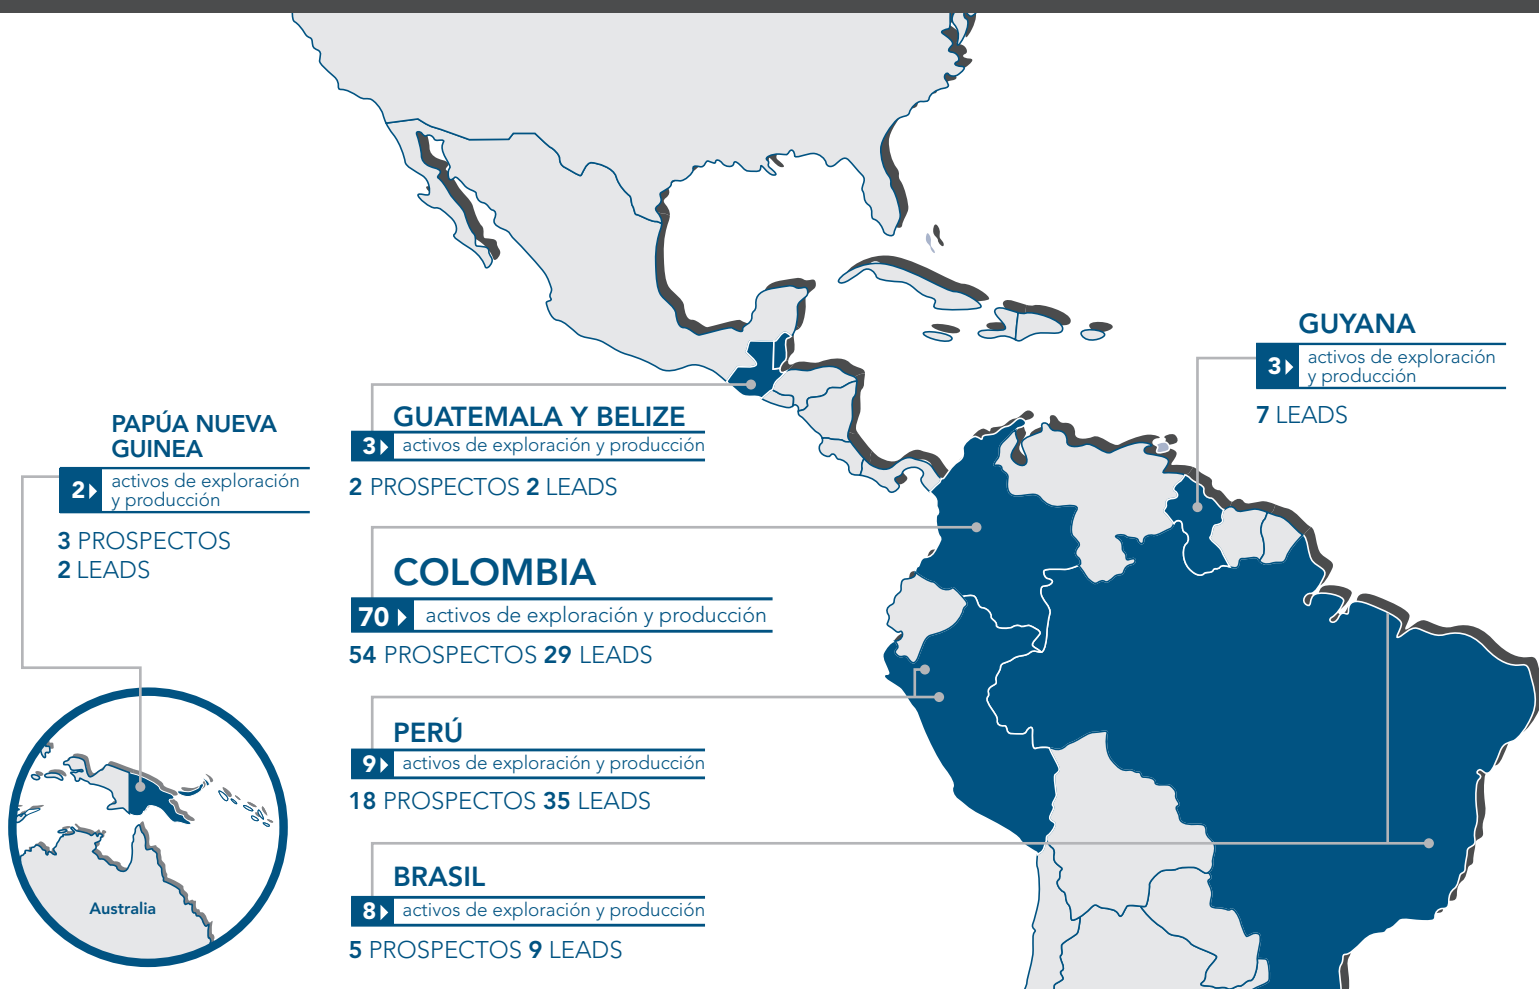 GUYANA
3 activos de exploración
y producción
7 LEADS
PAPÚA NUEVA
GUINEA
2 activos de exploración
y producción
3 PROSPECTOS
2 LEADS
GUATEMALA Y BELIZE
3 activos de exploración y producción
2 PROSPECTOS 2 LEADS
COLOMBIA
70 activos de exploración y producción
54 PROSPECTOS 29 LEADS
PERÚ
9 activos de exploración y producción
18 PROSPECTOS 35 LEADS
BRASIL
8 activos de exploración y producción
5 PROSPECTOS 9 LEADS
Australia